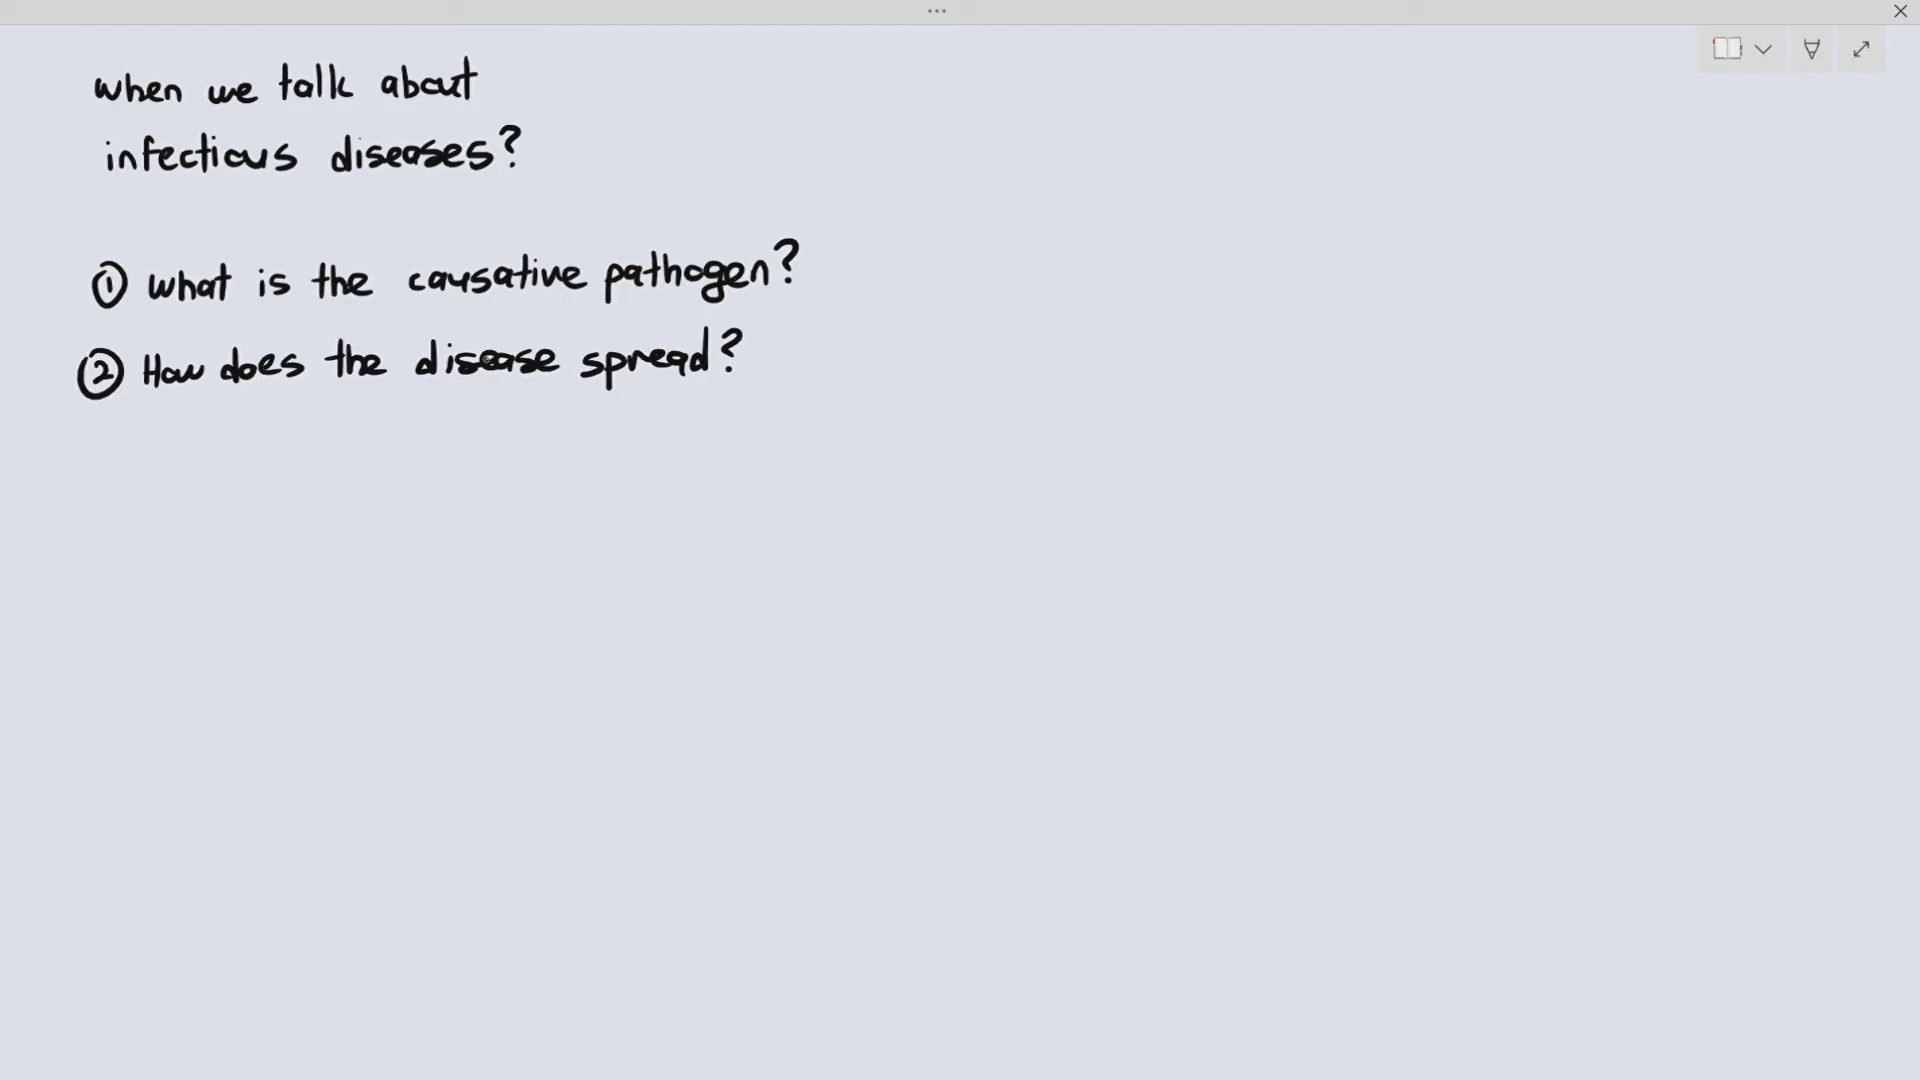 when we talk about
infectious diseases?
① what is the causative pathogen?
② How does the disease spread?